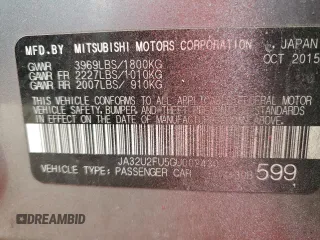 MFD.BY MITSUBISHI MOTORS CORPORATION JAPAN
GVWR 3969LBS/1800KG OCT 2015
GAWR FR 2227LBS/1010KG
GAWR RR 2007LBS/ 910KG
THIS VEHICLE CONFORMS TO ALL APPLICABLE
FEDERAL MOTOR VEHICLE SAFETY, BUMPER, AND
THEFT PREVENTION STANDARDS IN EFFECT ON THE
DATE OF MANUFACTURE SHOWN ABOVE.
VEHICLE TYPE:PASSENGER CAR 599
© DREAMBID
DREAMBID.COM